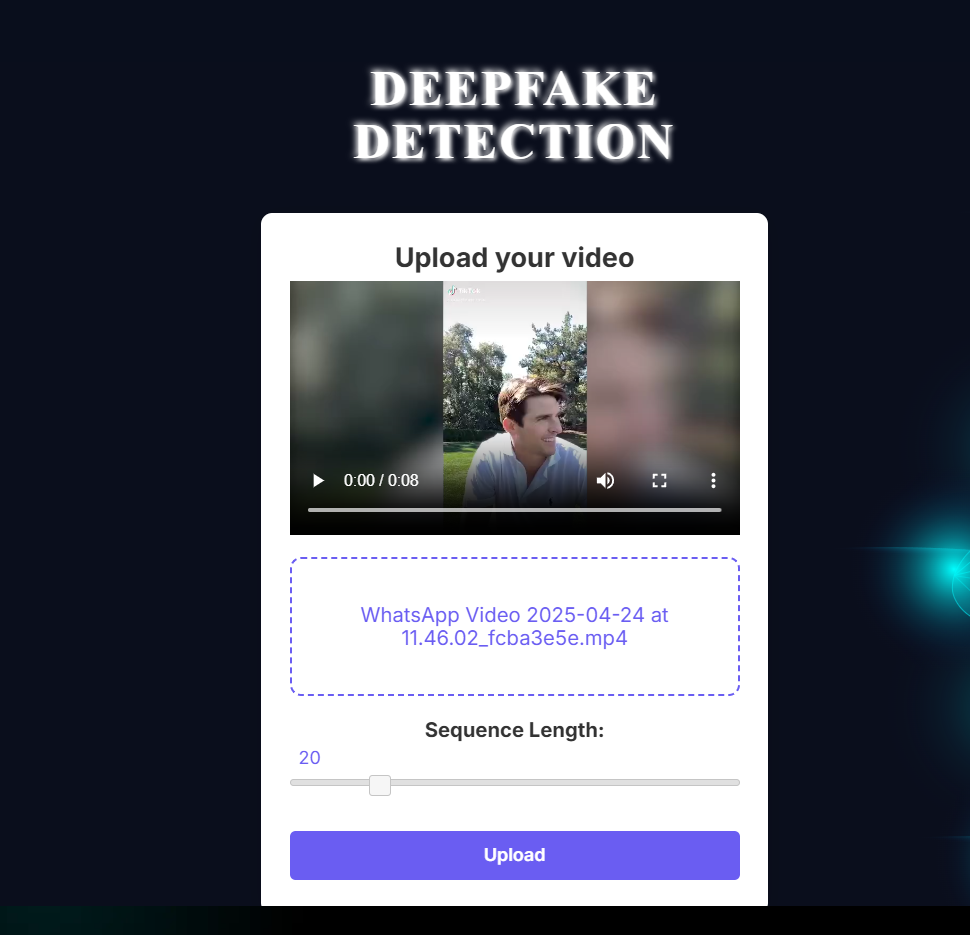 DEEPFAKE
DETECTION
Upload your video
TikTok
0:00 / 0:08
WhatsApp Video 2025-04-24 at
11.46.02_fcba3e5e.mp4
Sequence Length:
20
Upload